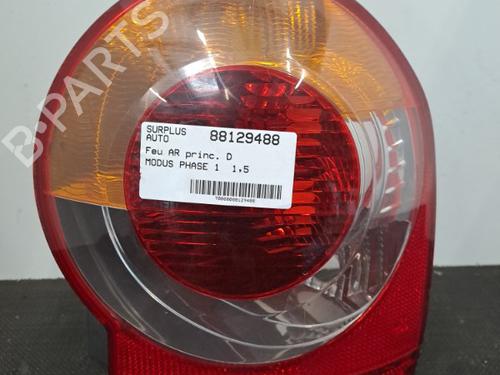 SURPLUS
AUTO 88129488
Feu AR princ. D
MODUS PHASE 1 1,5
B-PARTS